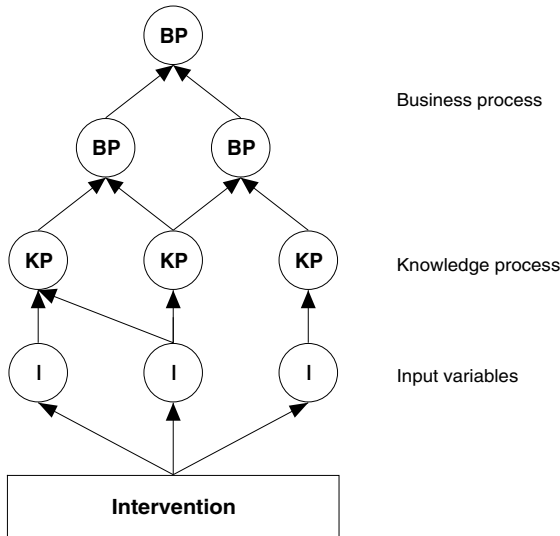 BP
Business process
BP BP
KP KP KP
Knowledge process
I I I
Input variables
Intervention